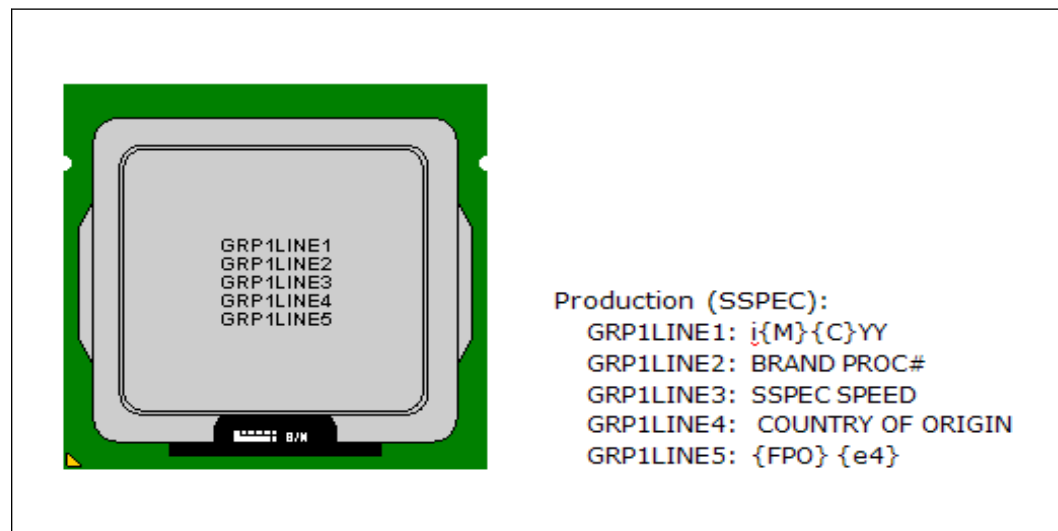 GRP1LINE1
GRP1LINE2
GRP1LINE3
GRP1LINE4
GRP1LINE5
S/N
Production (SSPEC):
GRP1LINE1: i{M}{C}YY
GRP1LINE2: BRAND PROC#
GRP1LINE3: SSPEC SPEED
GRP1LINE4: COUNTRY OF ORIGIN
GRP1LINE5: {FPO} {e4}